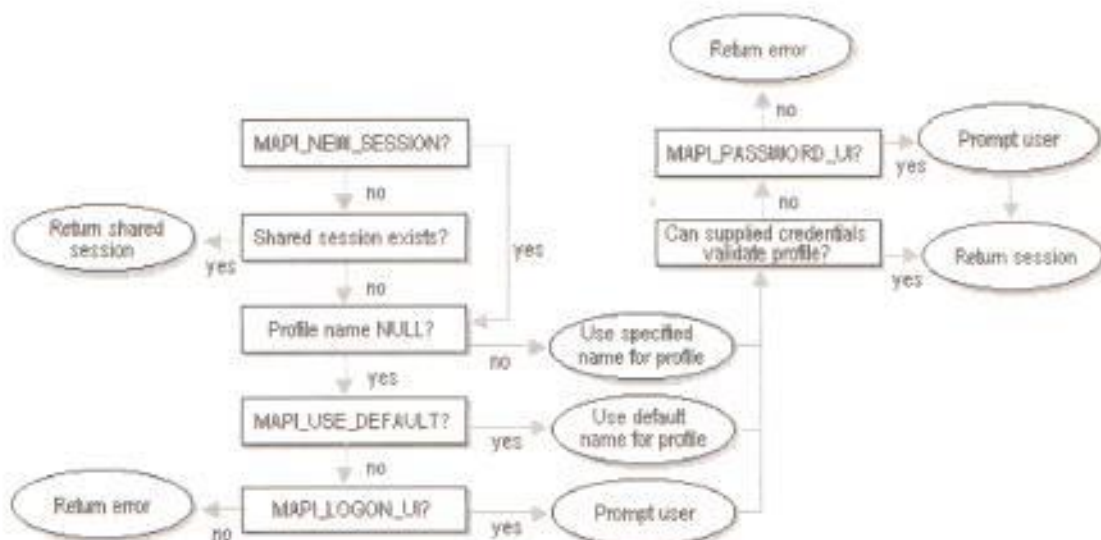 Return error
no
MAPI_NEW_SESSION?
MAPI_PASSWORD_UI?
yes
Prompt user
no
no
Return shared
session
yes
Shared session exists?
yes
Can supplied credentials
validate profile?
yes
Return session
no
Profile name NULL?
no
Use specified
name for profile
yes
MAPI_USE_DEFAULT?
yes
Use default
name for profile
no
Return error
no
MAPI_LOGON_UI?
yes
Prompt user